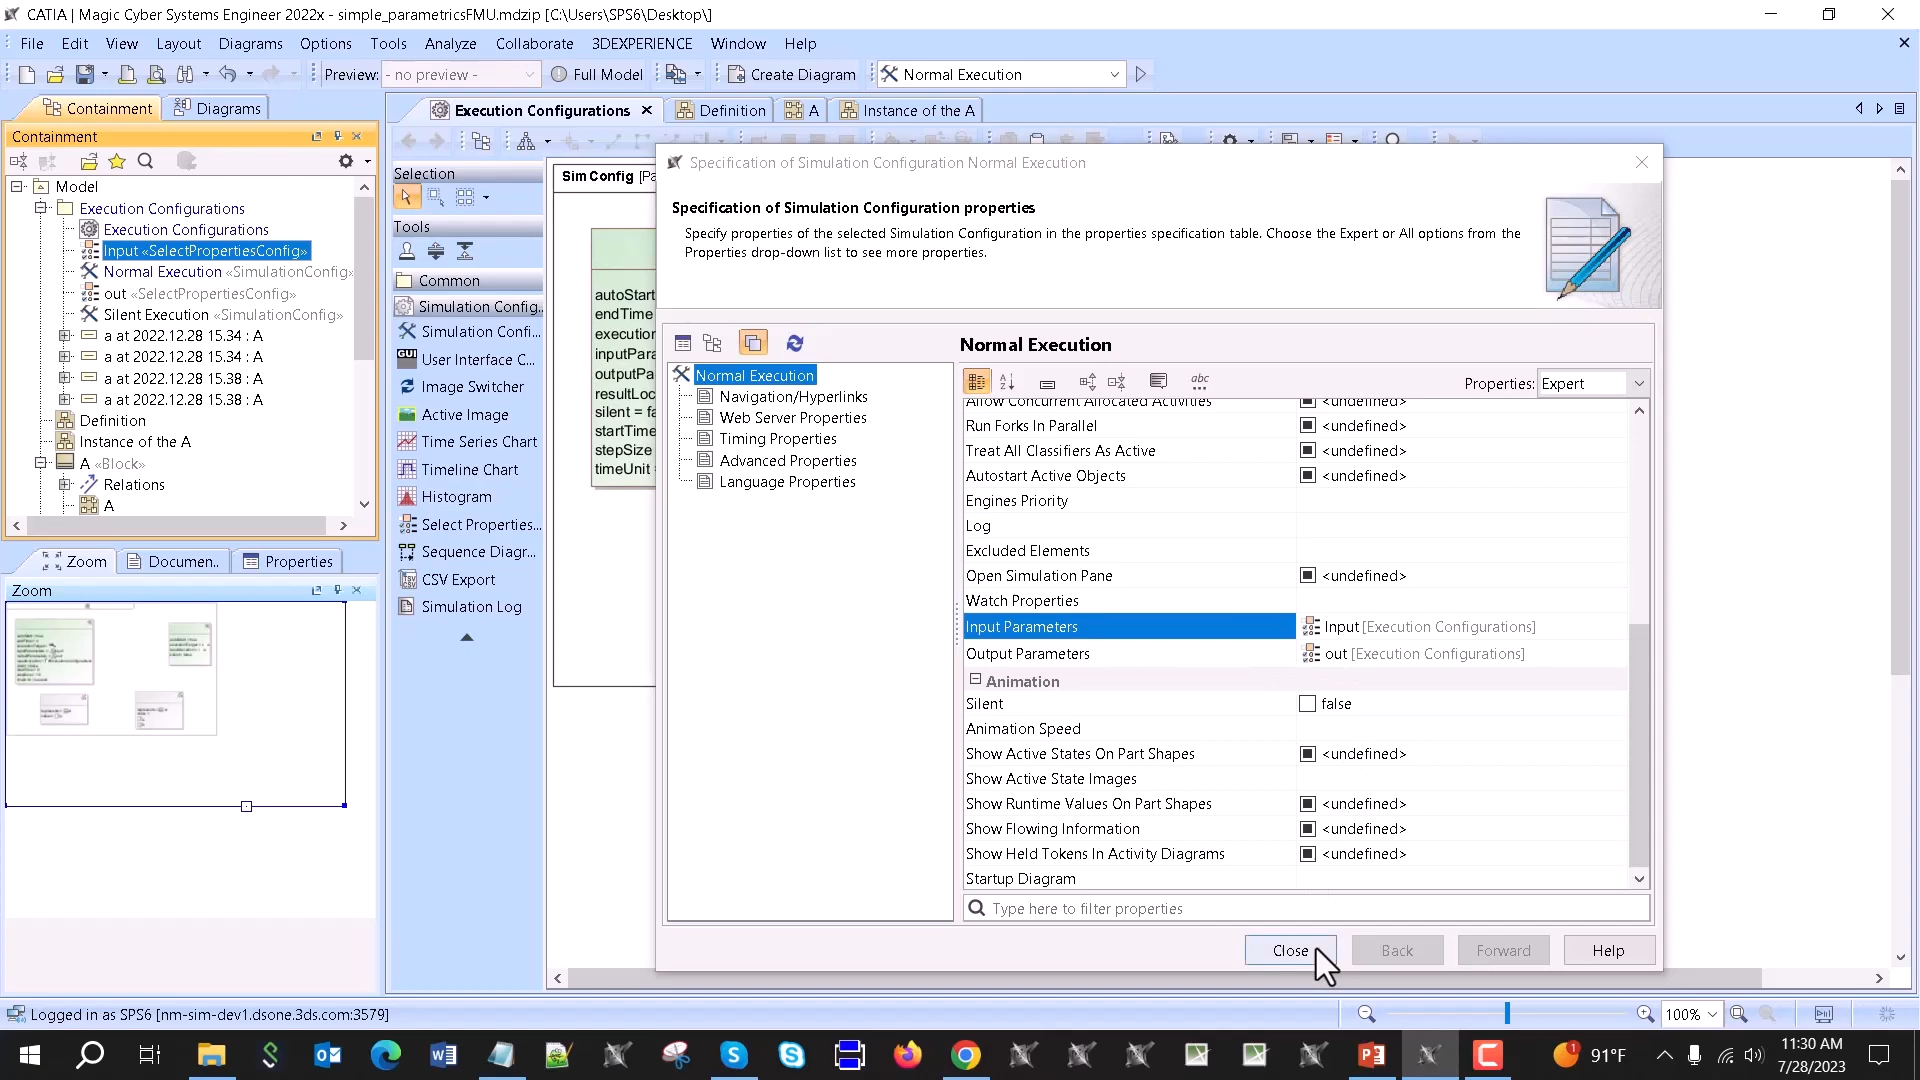 CATIA | Magic Cyber Systems Engineer 2022x - simple_parametricsFMU.mdzip [C:\Users\SPS6\Desktop\]
File Edit View Layout Diagrams Options Tools Analyze Collaborate 3DEXPERIENCE Window Help
Preview: - no preview - Full Model Create Diagram Normal Execution
Containment Diagrams
Execution Configurations Definition A Instance of the A
Containment
Model
Execution Configurations
Execution Configurations
Input «SelectPropertiesConfig»
Normal Execution «SimulationConfig»
out «SelectPropertiesConfig»
Silent Execution «SimulationConfig»
a at 2022.12.28 15.34 : A
a at 2022.12.28 15.34 : A
a at 2022.12.28 15.38 : A
a at 2022.12.28 15.38 : A
Definition
Instance of the A
A «Block»
Relations
A
Zoom Documen.. Properties
Zoom
Selection
Tools
Common
Simulation Config..
Simulation Confi...
GUI User Interface C...
Image Switcher
Active Image
Time Series Chart
Timeline Chart
Histogram
Select Properties...
Sequence Diagr...
CSV Export
Simulation Log
Sim Config [Pa
autoStart
endTime
execution
inputPara
outputPa
resultLoc
silent = fa
startTime
stepSize
timeUnit =
Specification of Simulation Configuration Normal Execution
Specification of Simulation Configuration properties
Specify properties of the selected Simulation Configuration in the properties specification table. Choose the Expert or All options from the
Properties drop-down list to see more properties.
Normal Execution
Navigation/Hyperlinks
Web Server Properties
Timing Properties
Advanced Properties
Language Properties
Normal Execution
Properties: Expert
Allow Concurrent Allocated Activities <undefined>
Run Forks In Parallel <undefined>
Treat All Classifiers As Active <undefined>
Autostart Active Objects <undefined>
Engines Priority
Log
Excluded Elements
Open Simulation Pane <undefined>
Watch Properties
Input Parameters Input [Execution Configurations]
Output Parameters out [Execution Configurations]
Animation
Silent false
Animation Speed
Show Active States On Part Shapes <undefined>
Show Active State Images
Show Runtime Values On Part Shapes <undefined>
Show Flowing Information <undefined>
Show Held Tokens In Activity Diagrams <undefined>
Startup Diagram
Type here to filter properties
Close Back Forward Help
Logged in as SPS6 [nm-sim-dev1.dsone.3ds.com:3579]
100%
91°F
11:30 AM
7/28/2023